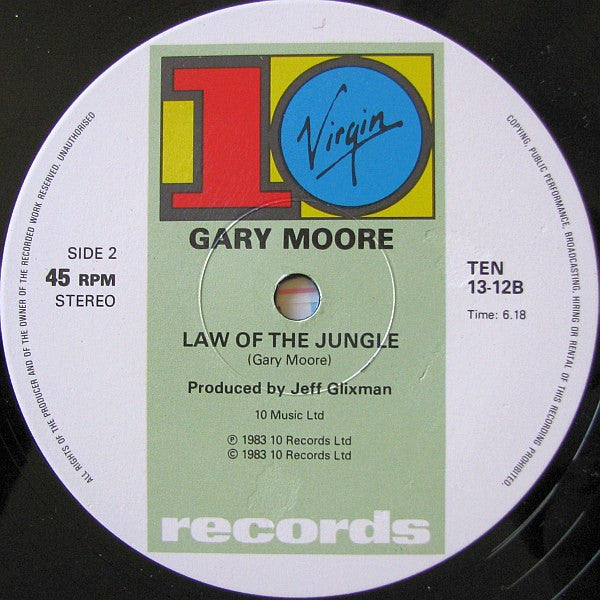 10
Virgin
GARY MOORE
SIDE 2
45 RPM
STEREO
TEN
13-12B
Time: 6.18
LAW OF THE JUNGLE
(Gary Moore)
Produced by Jeff Glixman
10 Music Ltd
℗ 1983 10 Records Ltd
© 1983 10 Records Ltd
records
ALL RIGHTS OF THE PRODUCER AND OF THE OWNER OF THE RECORDED WORK RESERVED. UNAUTHORISED
COPYING, PUBLIC PERFORMANCE, BROADCASTING, HIRING OR RENTAL OF THIS RECORDING PROHIBITED.